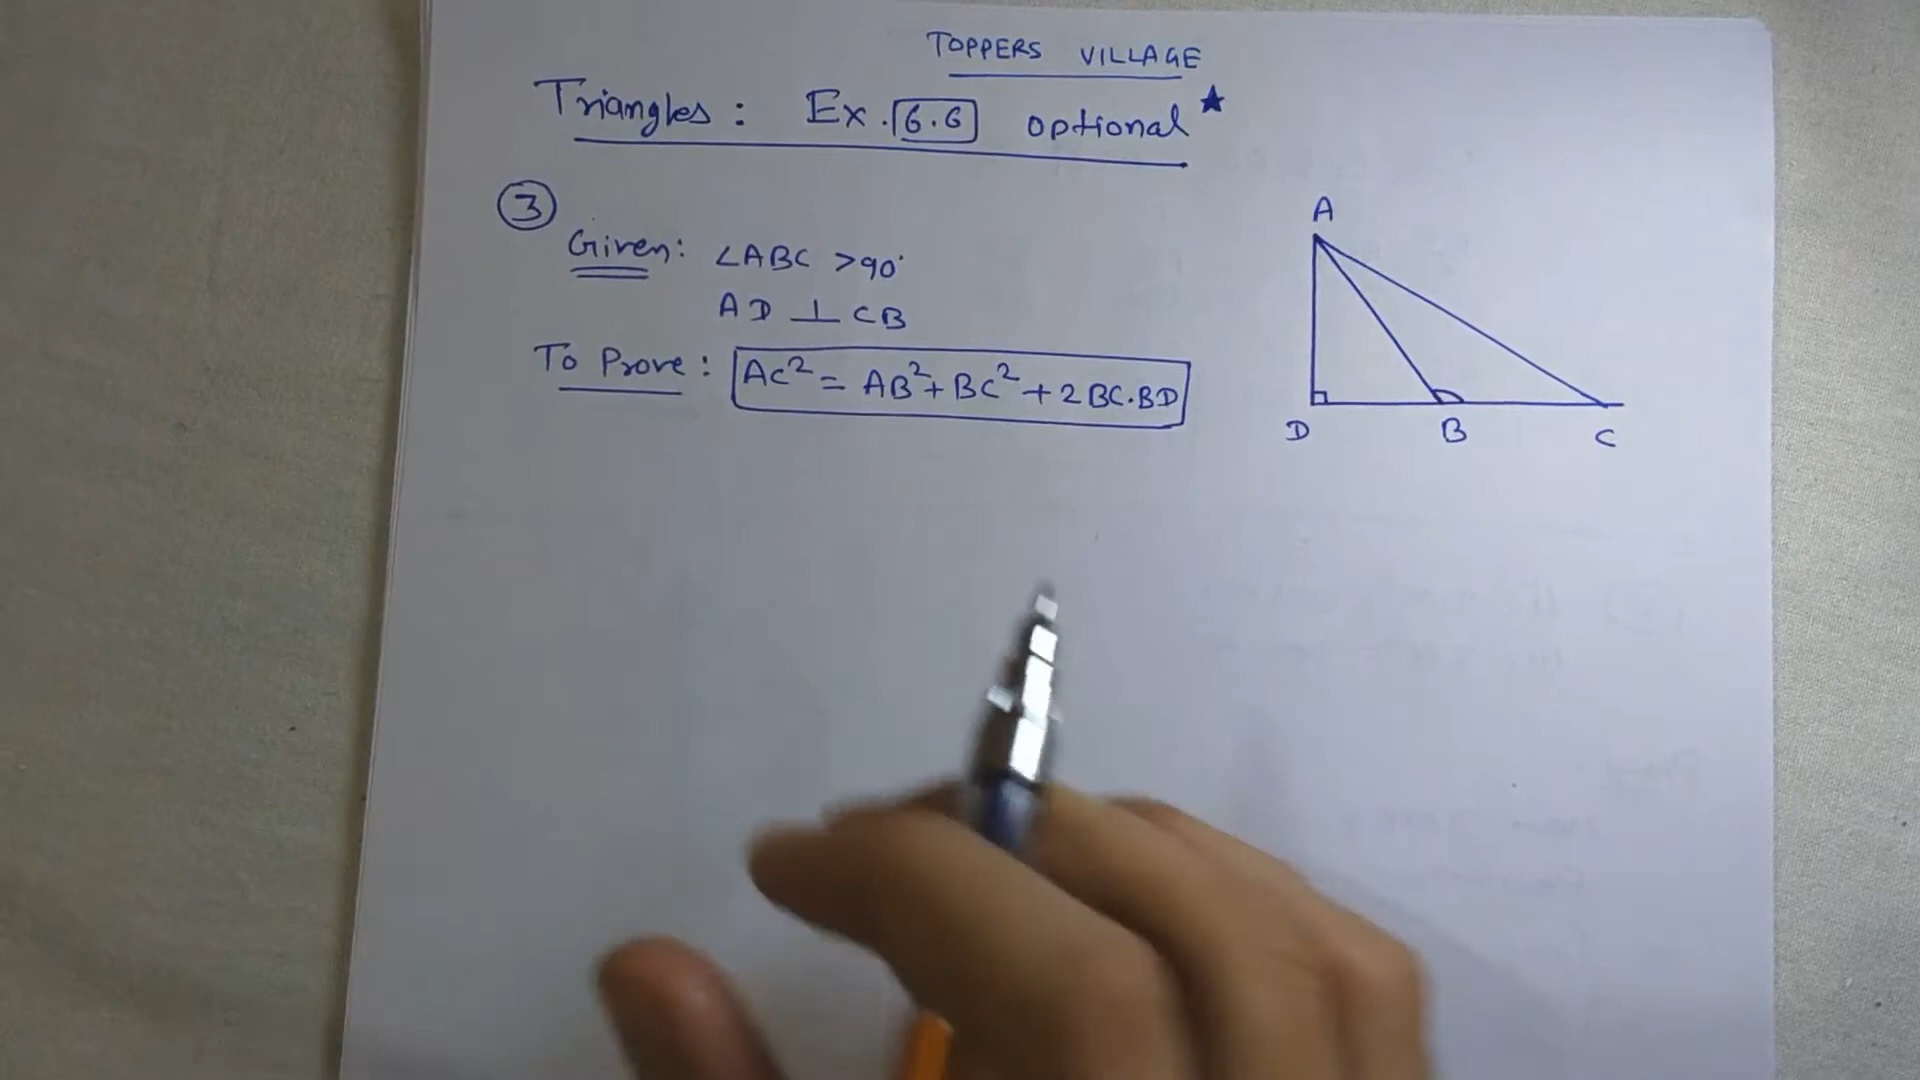 TOPPERS VILLAGE
Triangles : Ex. 6.6 optional ★
3
Given: ∠ABC > 90°
AD ⊥ CB
To Prove : AC² = AB² + BC² + 2BC.BD
A
D B C